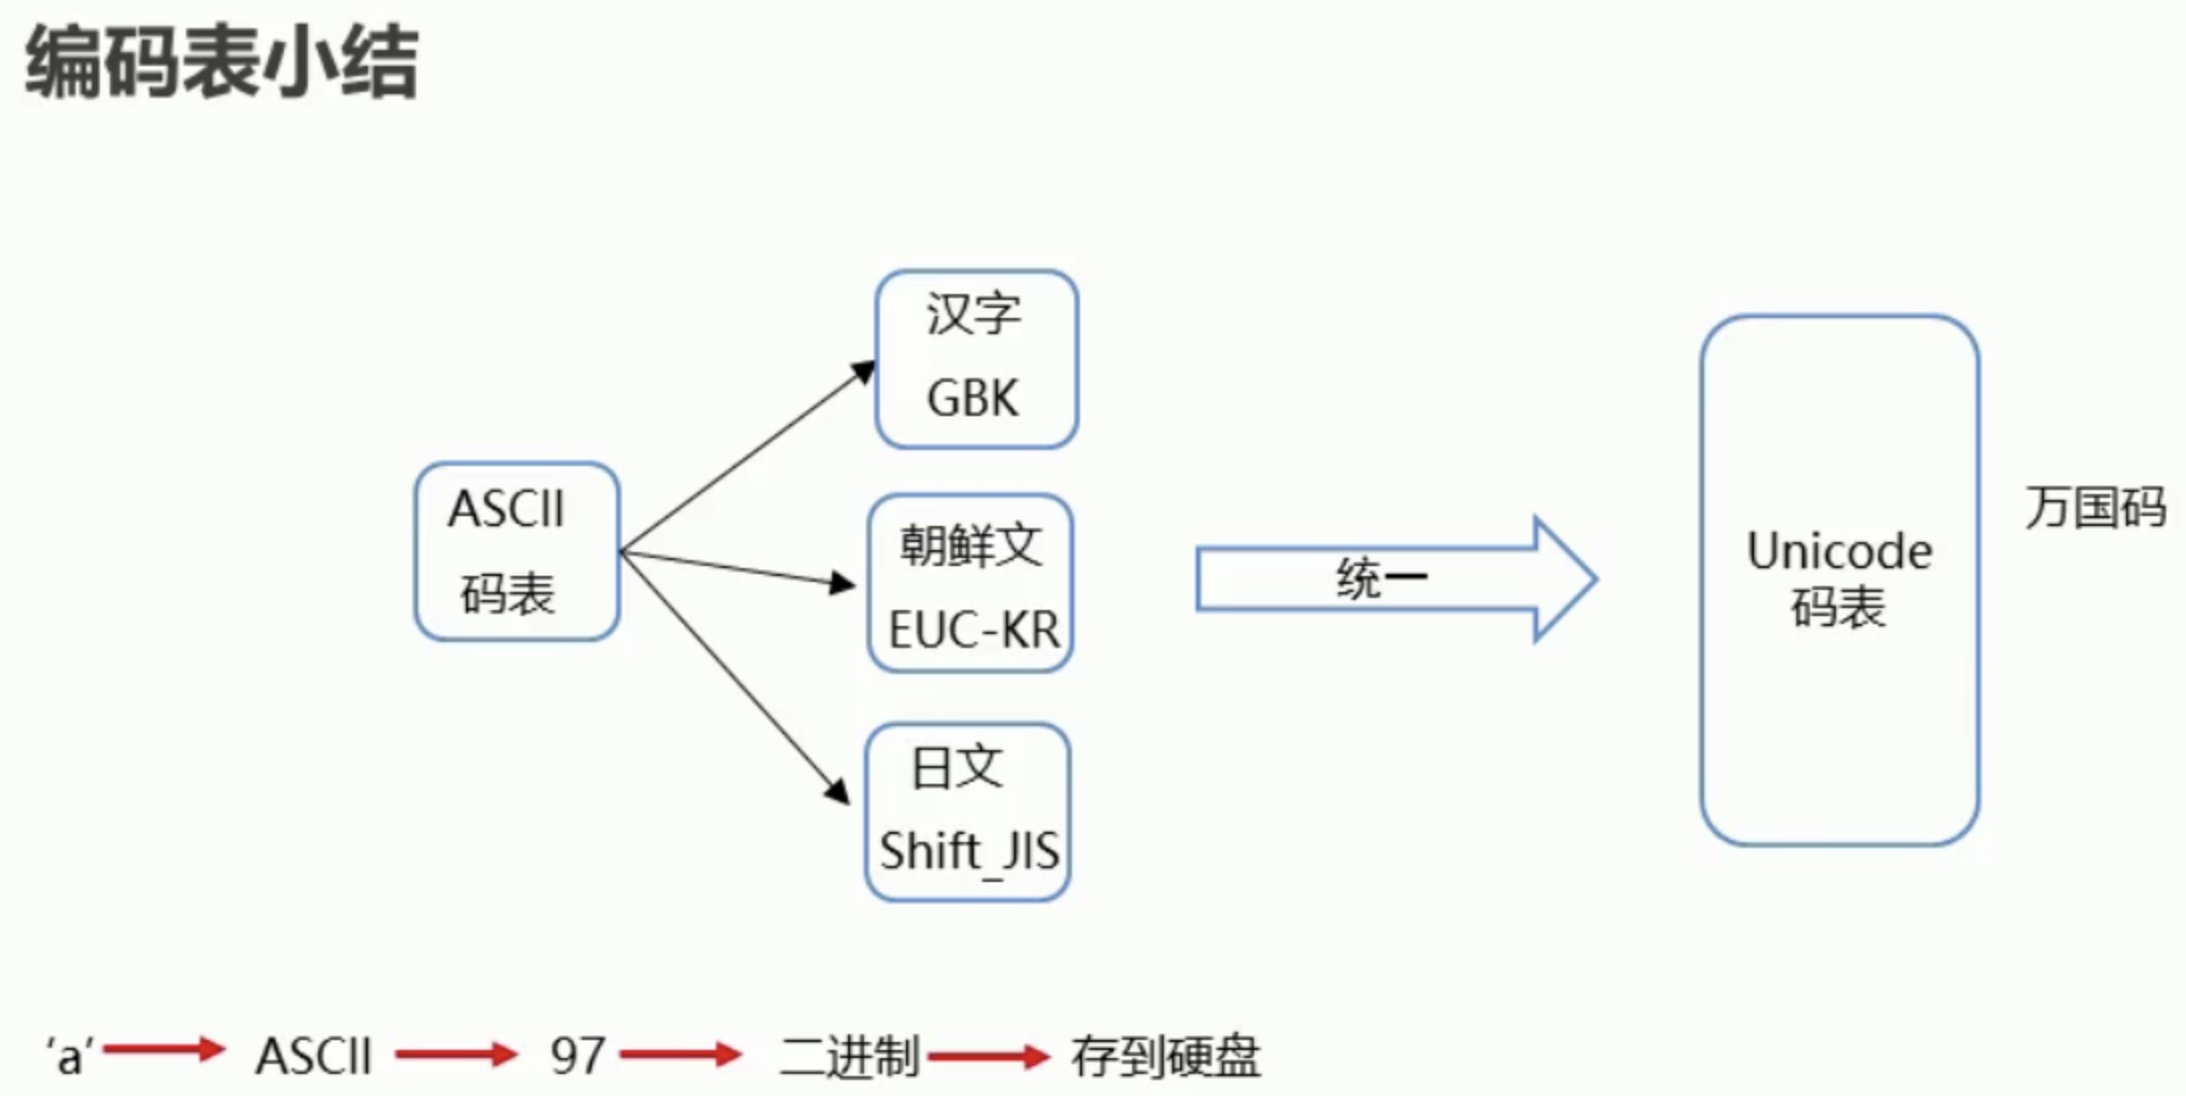 编码表小结
汉字
GBK
ASCII
码表
朝鲜文
EUC-KR
日文
Shift_JIS
统一
Unicode
码表
万国码
'a' ASCII 97 二进制 存到硬盘